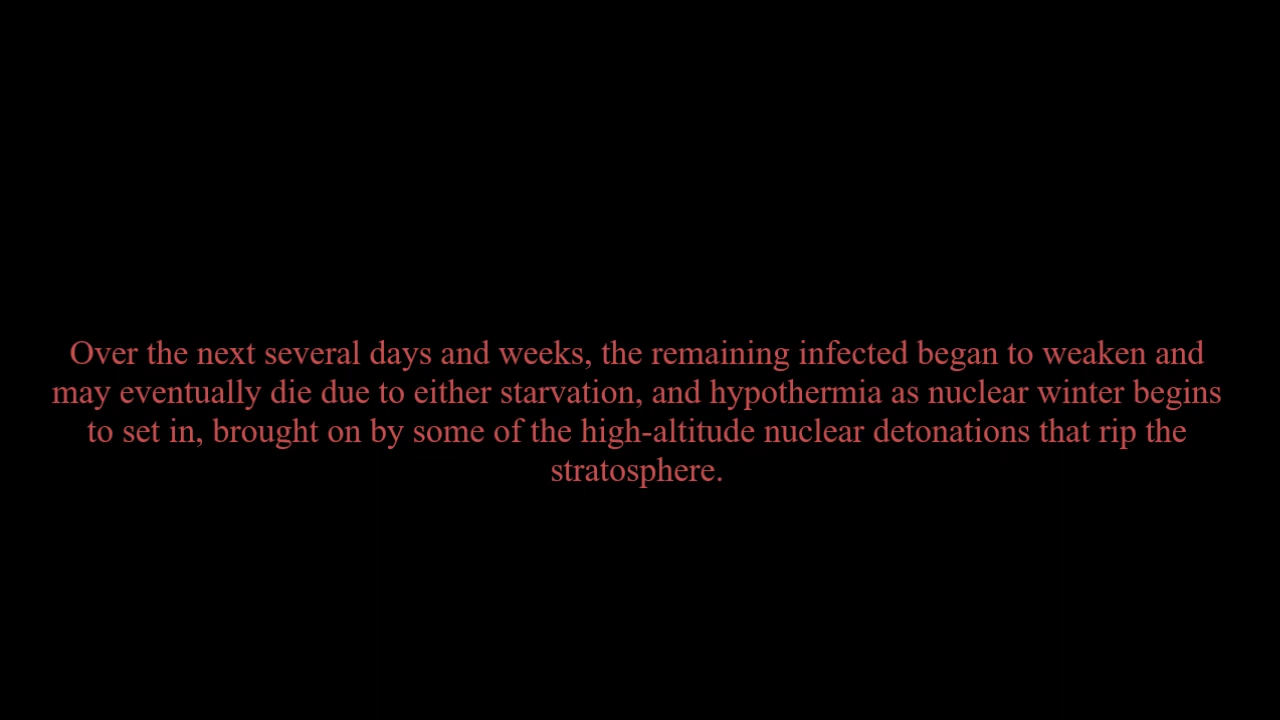 Over the next several days and weeks, the remaining infected began to weaken and
may eventually die due to either starvation, and hypothermia as nuclear winter begins
to set in, brought on by some of the high-altitude nuclear detonations that rip the
stratosphere.